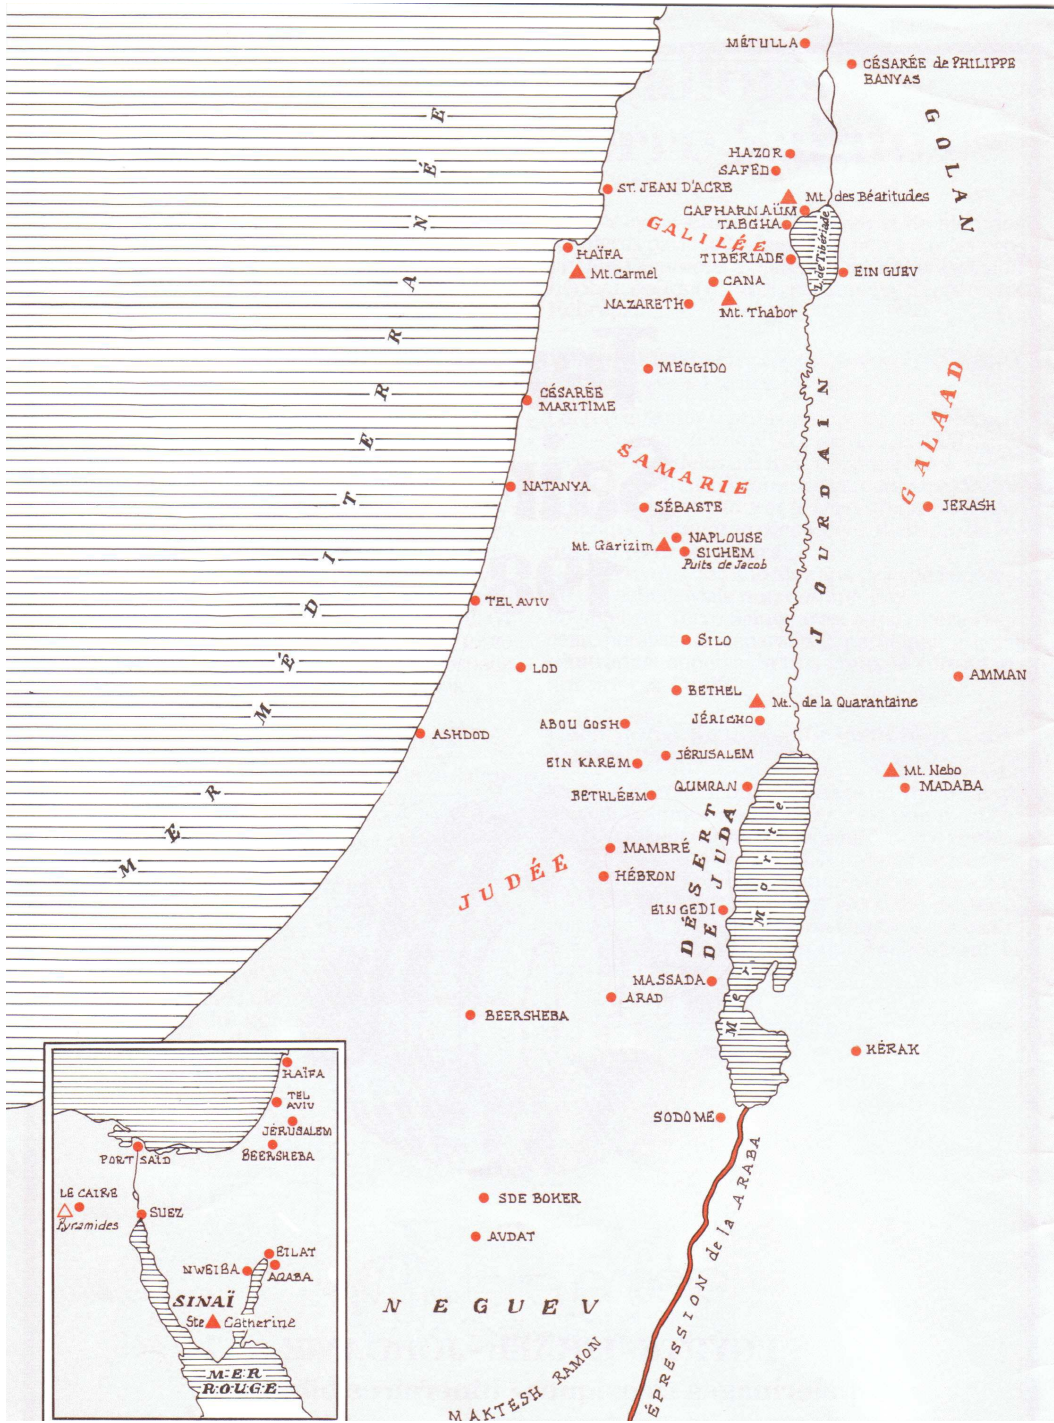 MÉTULLA
CÉSARÉE de PHILIPPE
BANYAS
GOLAN
HAZOR
SAFED
ST. JEAN D'ACRE
Mt. des Béatitudes
CAPHARNAÜM
TABGHA
GALILÉE
L. de Tibériade
HAÏFA
TIBÉRIADE
EIN GUEV
Mt. Carmel
CANA
NAZARETH
Mt. Thabor
MER MÉDITERRANÉE
MEGGIDO
CÉSARÉE
MARITIME
JOURDAIN
GALAAD
SAMARIE
NATANYA
SÉBASTE
JERASH
NAPLOUSE
Mt. Garizim
SICHEM
Puits de Jacob
TEL AVIV
SILO
LOD
AMMAN
BETHEL
Mt. de la Quarantaine
ABOU GOSH
JÉRICHO
ASHDOD
JÉRUSALEM
EIN KAREM
Mt. Nebo
QUMRAN
MADABA
BETHLÉEM
Mer Morte
DÉSERT
DE JUDA
MAMBRÉ
JUDÉE
HÉBRON
EIN GEDI
MASSADA
ARAD
BEERSHEBA
KÉRAK
SODOME
ÉPRESSION de la ARABA
SDE BOKER
AVDAT
NEGUEV
MAKTESH RAMON
HAÏFA
TEL
AVIV
JÉRUSALEM
BEERSHEBA
PORT SAÏD
LE CAIRE
Pyramides
SUEZ
EILAT
NWEIBA
AQABA
SINAÏ
Ste Catherine
MER
ROUGE